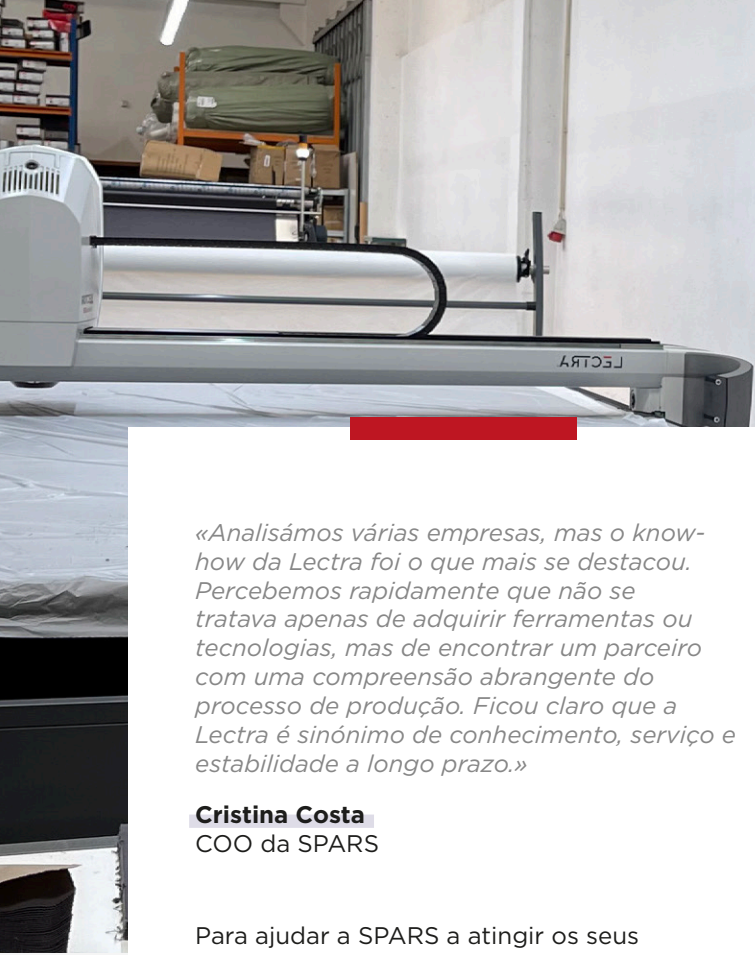 LECTRA
«Analisámos várias empresas, mas o know-
how da Lectra foi o que mais se destacou.
Percebemos rapidamente que não se
tratava apenas de adquirir ferramentas ou
tecnologias, mas de encontrar um parceiro
com uma compreensão abrangente do
processo de produção. Ficou claro que a
Lectra é sinónimo de conhecimento, serviço e
estabilidade a longo prazo.»
Cristina Costa
COO da SPARS
Para ajudar a SPARS a atingir os seus